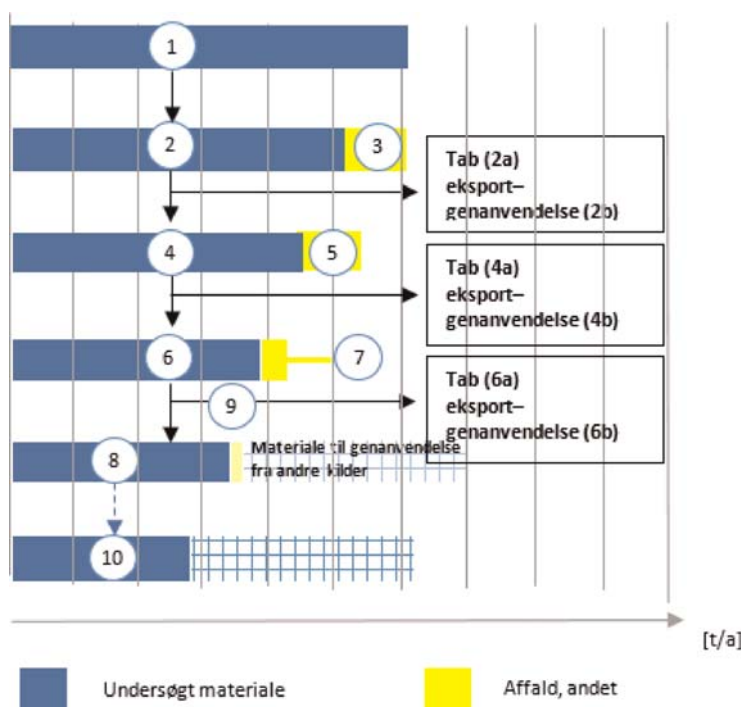 1
2
3
Tab (2a)
eksport–
genanvendelse (2b)
4
5
Tab (4a)
eksport–
genanvendelse (4b)
6
7
Tab (6a)
eksport–
genanvendelse (6b)
9
8
Materiale til genanvendelse
fra andre kilder
10
[t/a]
Undersøgt materiale
Affald, andet